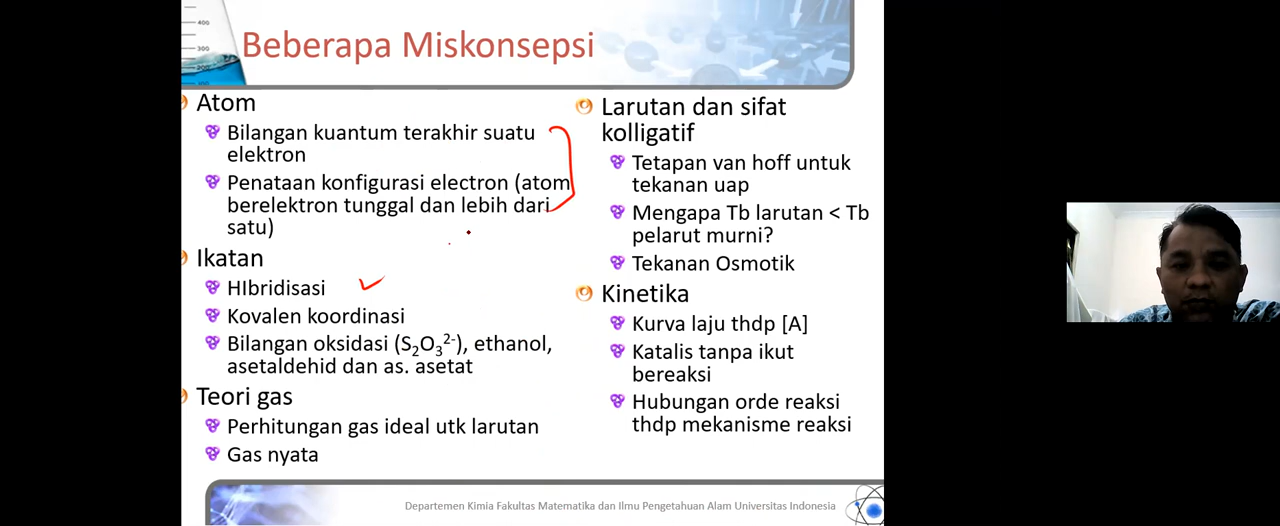 Beberapa Miskonsepsi
Atom
Bilangan kuantum terakhir suatu
elektron
Penataan konfigurasi electron (atom
berelektron tunggal dan lebih dari
satu)
Ikatan
HIbridisasi
Kovalen koordinasi
Bilangan oksidasi (S₂O₃²⁻), ethanol,
asetaldehid dan as. asetat
Teori gas
Perhitungan gas ideal utk larutan
Gas nyata
Larutan dan sifat
kolligatif
Tetapan van hoff untuk
tekanan uap
Mengapa Tb larutan < Tb
pelarut murni?
Tekanan Osmotik
Kinetika
Kurva laju thdp [A]
Katalis tanpa ikut
bereaksi
Hubungan orde reaksi
thdp mekanisme reaksi
Departemen Kimia Fakultas Matematika dan Ilmu Pengetahuan Alam Universitas Indonesia
400
300